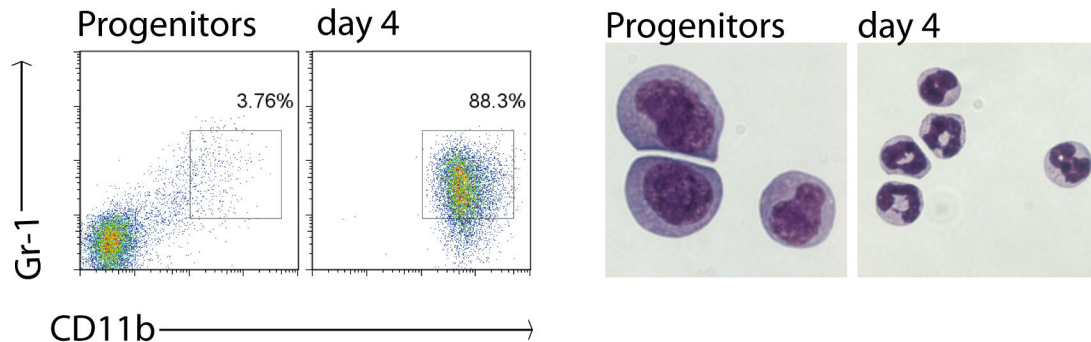 Progenitors
day 4
3.76%
88.3%
Gr-1
CD11b
Progenitors
day 4